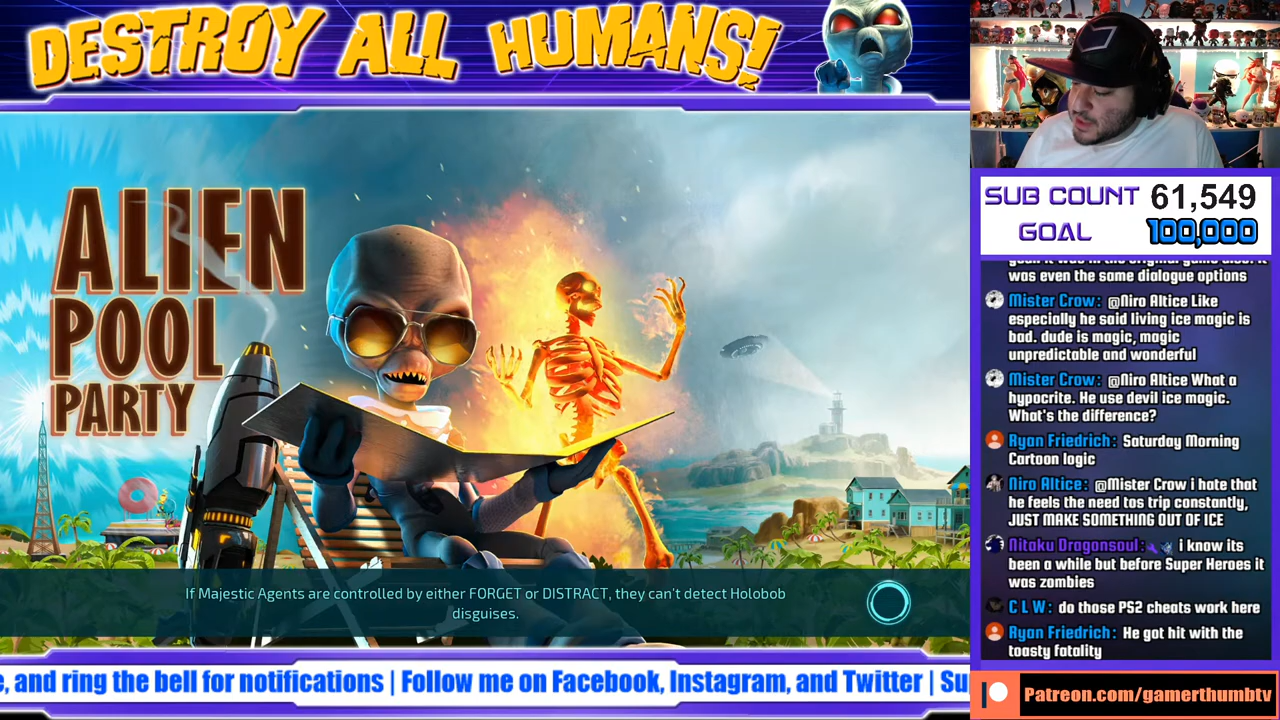 DESTROY ALL HUMANS!
ALIEN
POOL
PARTY
If Majestic Agents are controlled by either FORGET or DISTRACT, they can't detect Holobob
disguises.
, and ring the bell for notifications | Follow me on Facebook, Instagram, and Twitter | Su
SUB COUNT 61,549
GOAL 100,000
was even the same dialogue options
Mister Crow: @Niro Altice Like
especially he said living ice magic is
bad. dude is magic, magic
unpredictable and wonderful
Mister Crow: @Niro Altice What a
hypocrite. He use devil ice magic.
What's the difference?
Ryan Friedrich: Saturday Morning
Cartoon logic
Niro Altice: @Mister Crow i hate that
he feels the need tos trip constantly,
JUST MAKE SOMETHING OUT OF ICE
Nitaku Dragonsoul: i know its
been a while but before Super Heroes it
was zombies
C L W: do those PS2 cheats work here
Ryan Friedrich: He got hit with the
toasty fatality
Patreon.com/gamerthumbtv